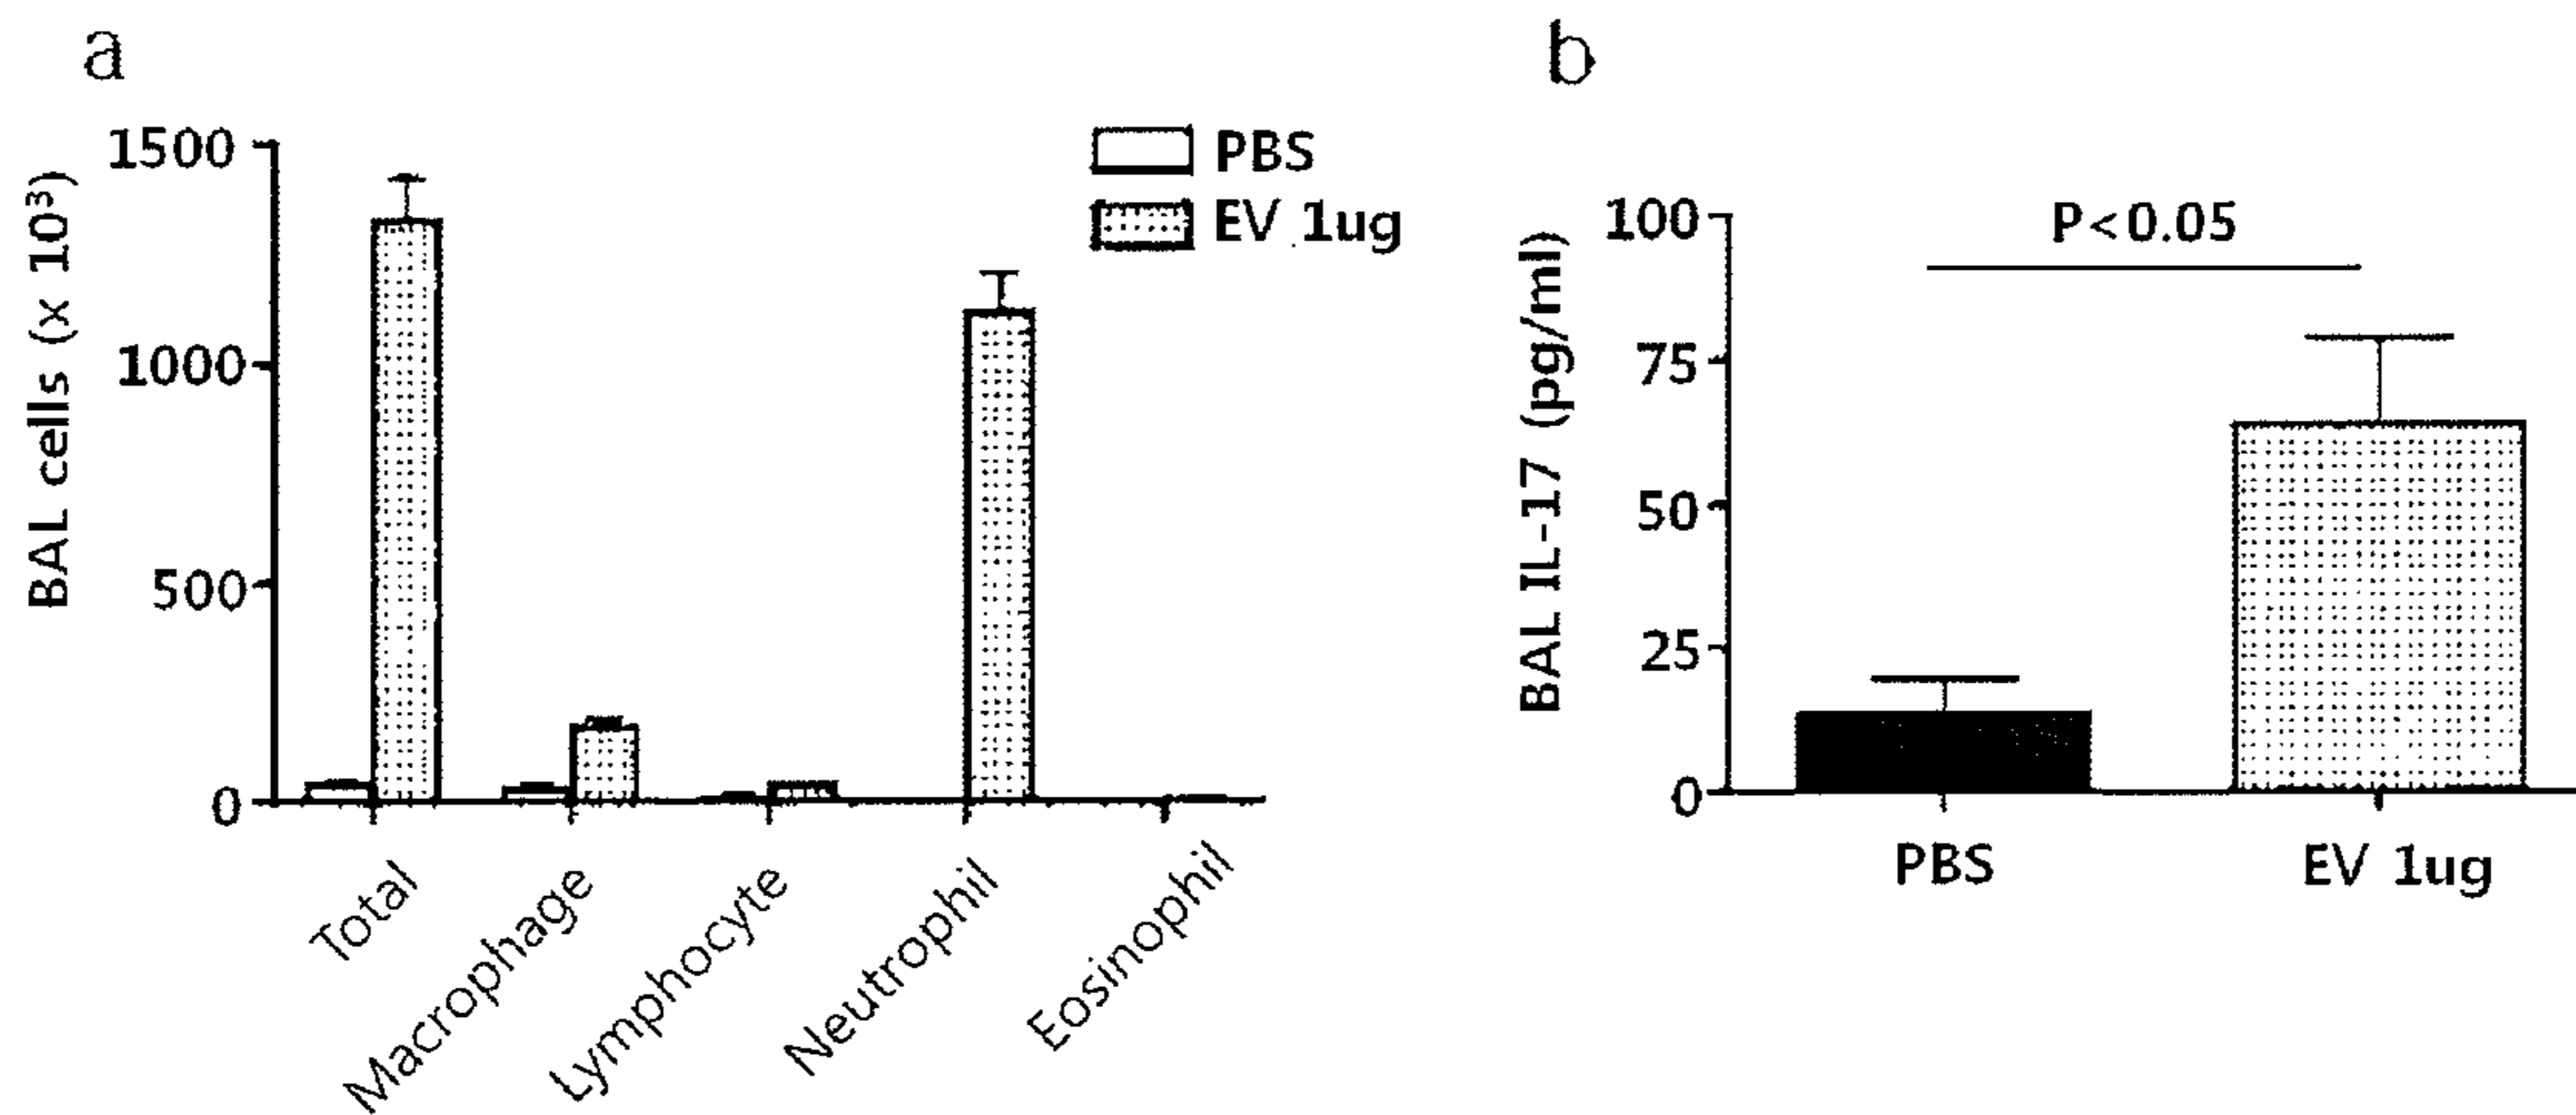 a
BAL cells (x 10³)
1500
1000
500
0
PBS
EV 1ug
Total
Macrophage
Lymphocyte
Neutrophil
Eosinophil
b
BAL IL-17 (pg/ml)
100
75
50
25
0
P<0.05
PBS
EV 1ug